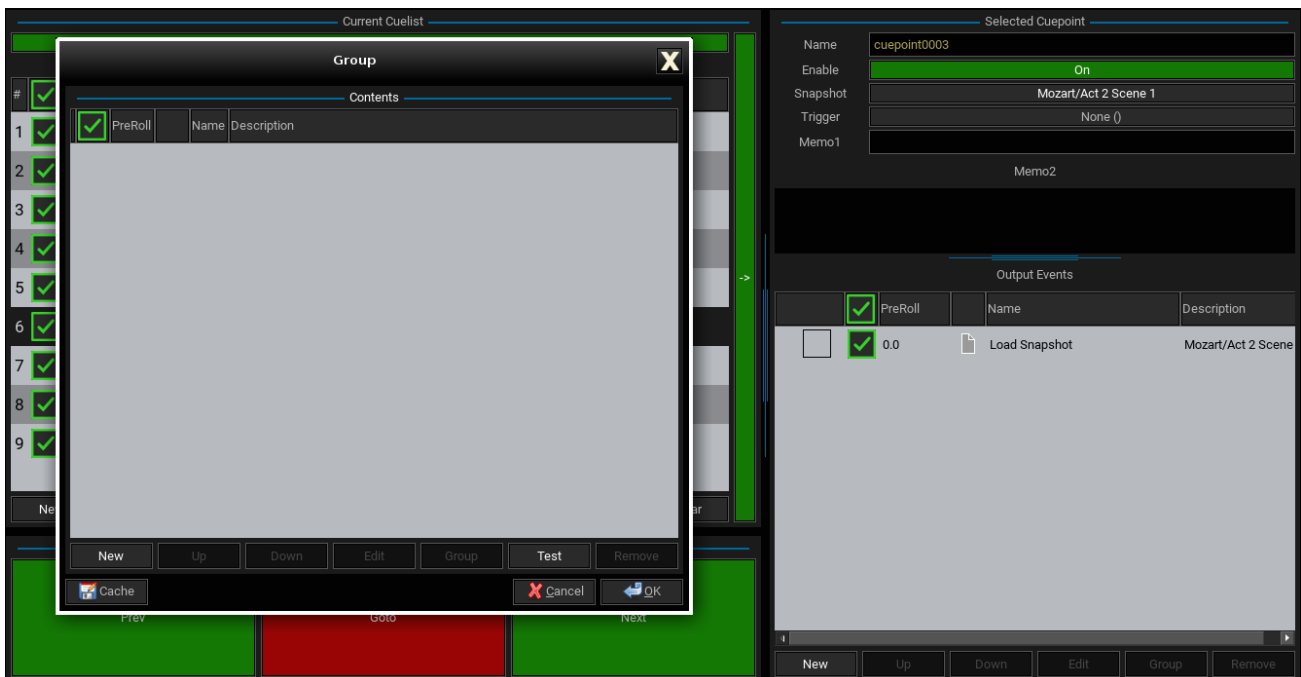 Current Cuelist
Group
X
Contents
PreRoll Name Description
#
1
2
3
4
5
6
7
8
9
->
Ne
ar
New Up Down Edit Group Test Remove
Cache Cancel OK
Prev Goto Next
Selected Cuepoint
Name cuepoint0003
Enable On
Snapshot Mozart/Act 2 Scene 1
Trigger None ()
Memo1
Memo2
Output Events
PreRoll Name Description
0.0 Load Snapshot Mozart/Act 2 Scene
New Up Down Edit Group Remove